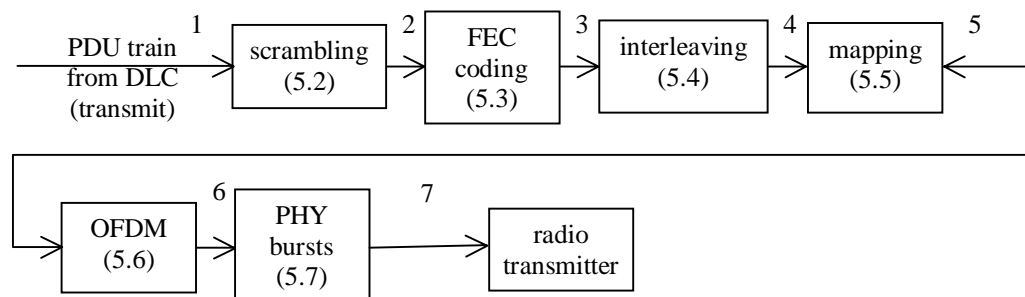 1
PDU train
from DLC
(transmit)
scrambling
(5.2)
2
FEC
coding
(5.3)
3
interleaving
(5.4)
4
mapping
(5.5)
5
OFDM
(5.6)
6
PHY
bursts
(5.7)
7
radio
transmitter